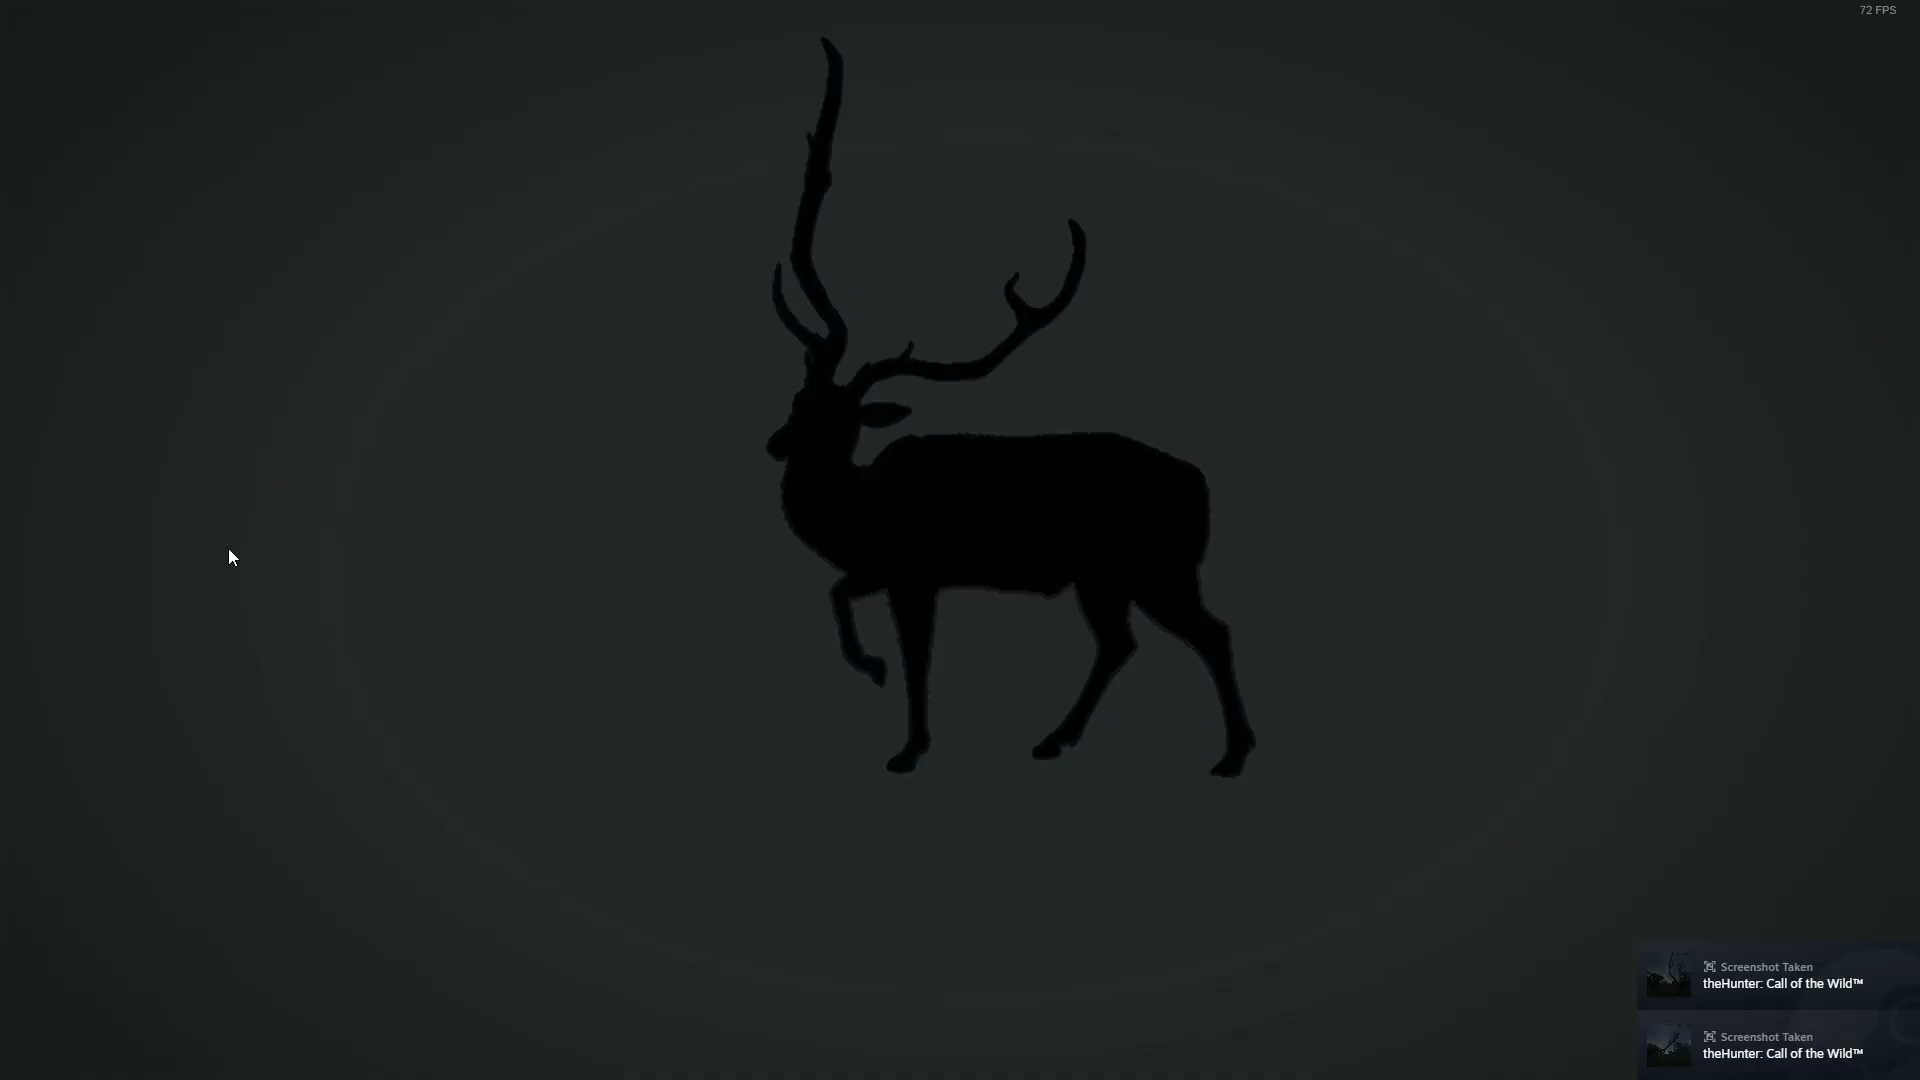 72 FPS
Screenshot Taken
theHunter: Call of the Wild™
Screenshot Taken
theHunter: Call of the Wild™